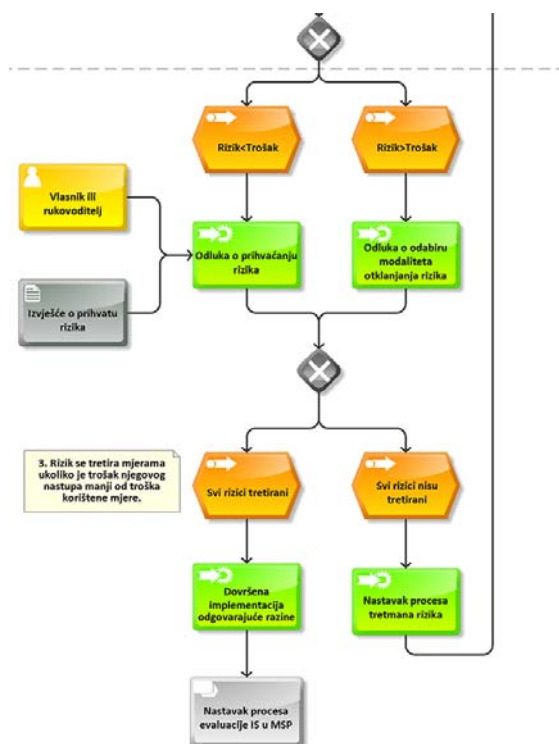 Rizik<Trošak
Rizik>Trošak
Vlasnik ili
rukovoditelj
Odluka o prihvaćanju
rizika
Odluka o odabiru
modaliteta
otklanjanja rizika
Izvješće o prihvatu
rizika
3. Rizik se tretira mjerama
ukoliko je trošak njegovog
nastupa manji od troška
korištene mjere.
Svi rizici tretirani
Svi rizici nisu
tretirani
Dovršena
implementacija
odgovarajuće razine
Nastavak procesa
tretmana rizika
Nastavak procesa
evaluacije IS u MSP